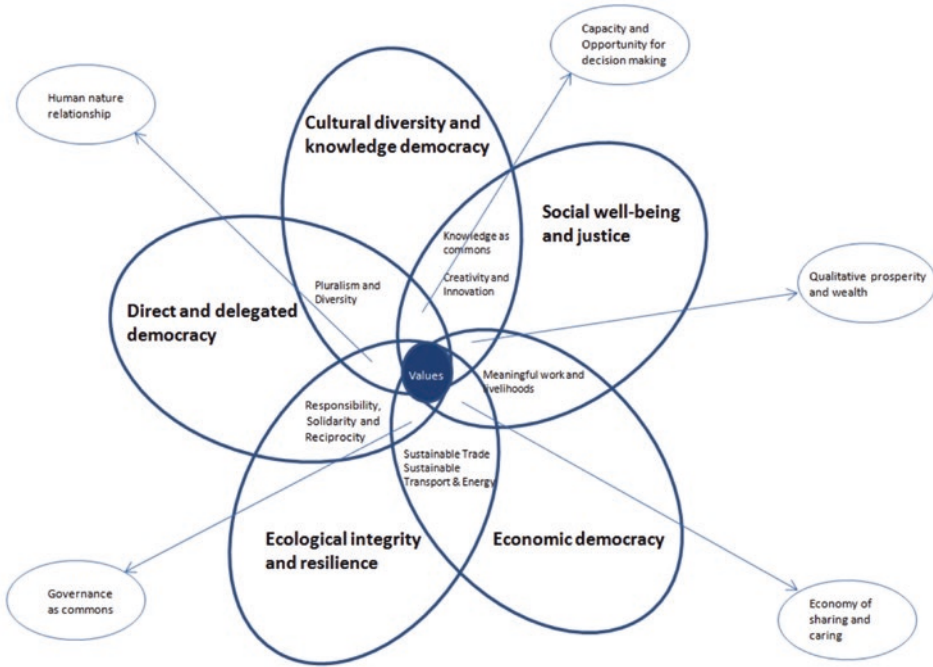 Capacity and
Opportunity for
decision making
Human nature
relationship
Cultural diversity and
knowledge democracy
Social well-being
and justice
Knowledge as
commons
Creativity and
Innovation
Pluralism and
Diversity
Qualitative prosperity
and wealth
Direct and delegated
democracy
Values
Meaningful work and
livelihoods
Responsibility,
Solidarity and
Reciprocity
Sustainable Trade
Sustainable
Transport & Energy
Ecological integrity
and resilience
Economic democracy
Governance
as commons
Economy of
sharing and
caring